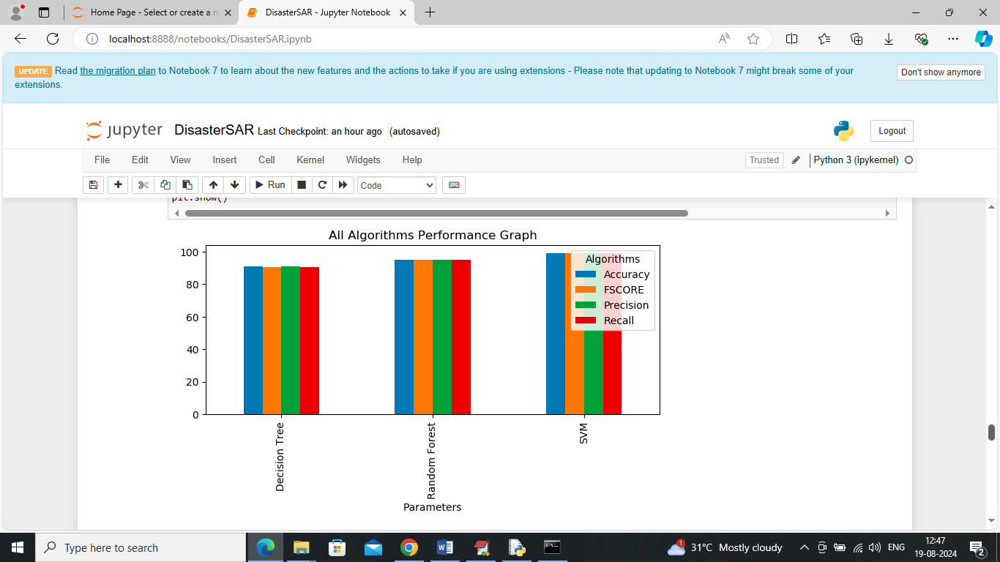 Home Page - Select or create a n
DisasterSAR - Jupyter Notebook
localhost:8888/notebooks/DisasterSAR.ipynb
UPDATE Read the migration plan to Notebook 7 to learn about the new features and the actions to take if you are using extensions - Please note that updating to Notebook 7 might break some of your
extensions.
Don't show anymore
jupyter DisasterSAR Last Checkpoint: an hour ago (autosaved)
Logout
File Edit View Insert Cell Kernel Widgets Help
Trusted
Python 3 (ipykernel)
Run
Code
plt.show()
All Algorithms Performance Graph
100
80
60
40
20
0
Algorithms
Accuracy
FSCORE
Precision
Recall
Decision Tree
Random Forest
SVM
Parameters
Type here to search
1
31°C Mostly cloudy
ENG
12:47
19-08-2024
2